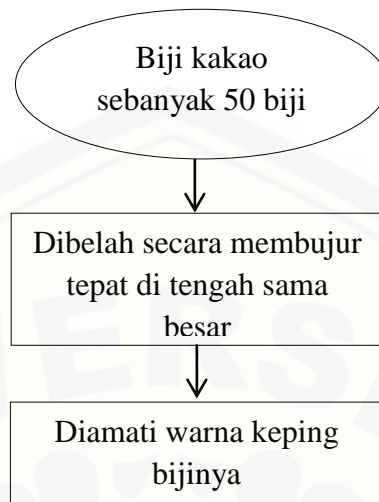 Biji kakao
sebanyak 50 biji
Dibelah secara membujur
tepat di tengah sama
besar
Diamati warna keping
bijinya